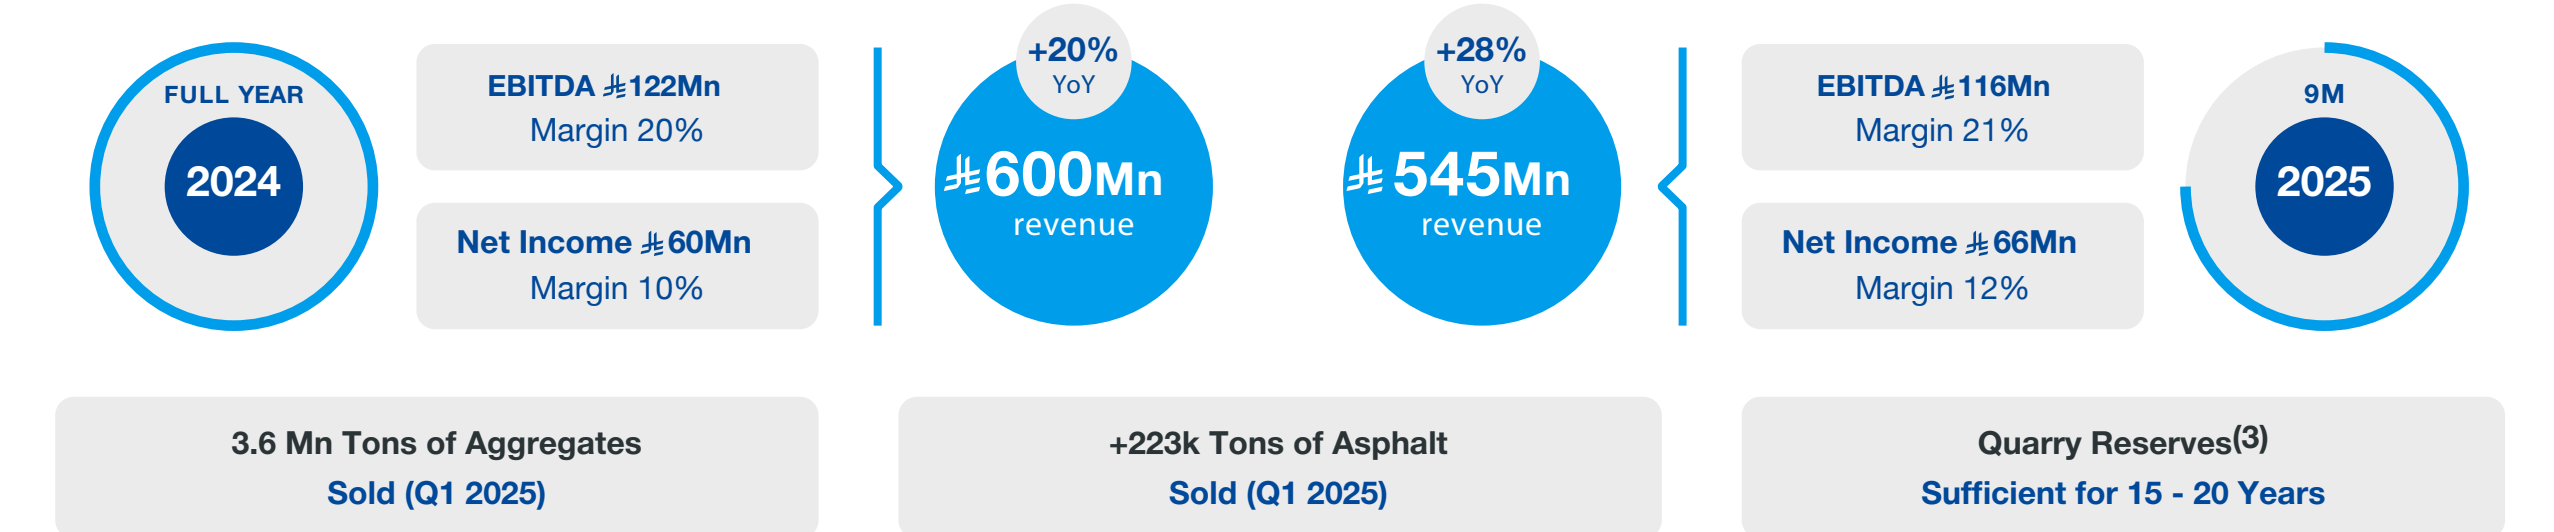 FULL YEAR
2024
EBITDA ⃁122Mn
Margin 20%
Net Income ⃁60Mn
Margin 10%
+20%
YoY
⃁600Mn
revenue
+28%
YoY
⃁545Mn
revenue
EBITDA ⃁116Mn
Margin 21%
Net Income ⃁66Mn
Margin 12%
9M
2025
3.6 Mn Tons of Aggregates
Sold (Q1 2025)
+223k Tons of Asphalt
Sold (Q1 2025)
Quarry Reserves(3)
Sufficient for 15 - 20 Years